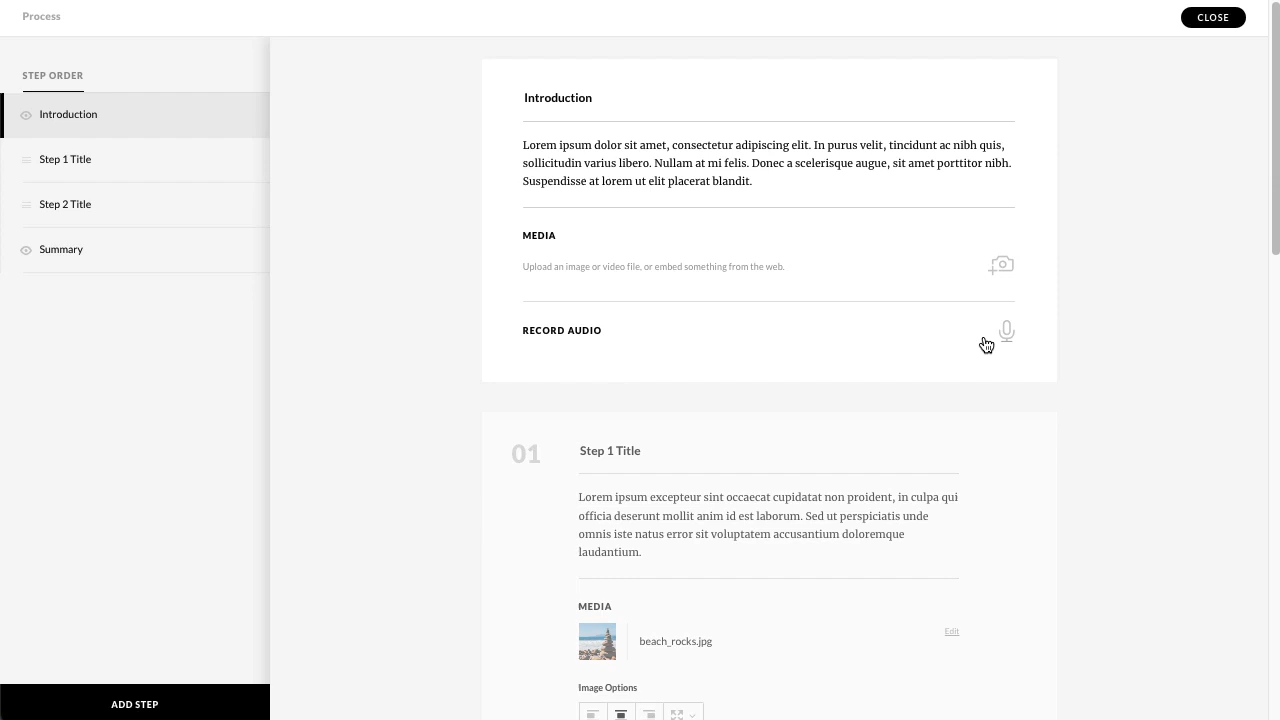 Process
CLOSE
STEP ORDER
Introduction
Step 1 Title
Step 2 Title
Summary
ADD STEP
Introduction
Lorem ipsum dolor sit amet, consectetur adipiscing elit. In purus velit, tincidunt ac nibh quis,
sollicitudin varius libero. Nullam at mi felis. Donec a scelerisque augue, sit amet porttitor nibh.
Suspendisse at lorem ut elit placerat blandit.
MEDIA
Upload an image or video file, or embed something from the web.
RECORD AUDIO
01
Step 1 Title
Lorem ipsum excepteur sint occaecat cupidatat non proident, in culpa qui
officia deserunt mollit anim id est laborum. Sed ut perspiciatis unde
omnis iste natus error sit voluptatem accusantium doloremque
laudantium.
MEDIA
beach_rocks.jpg
Edit
Image Options